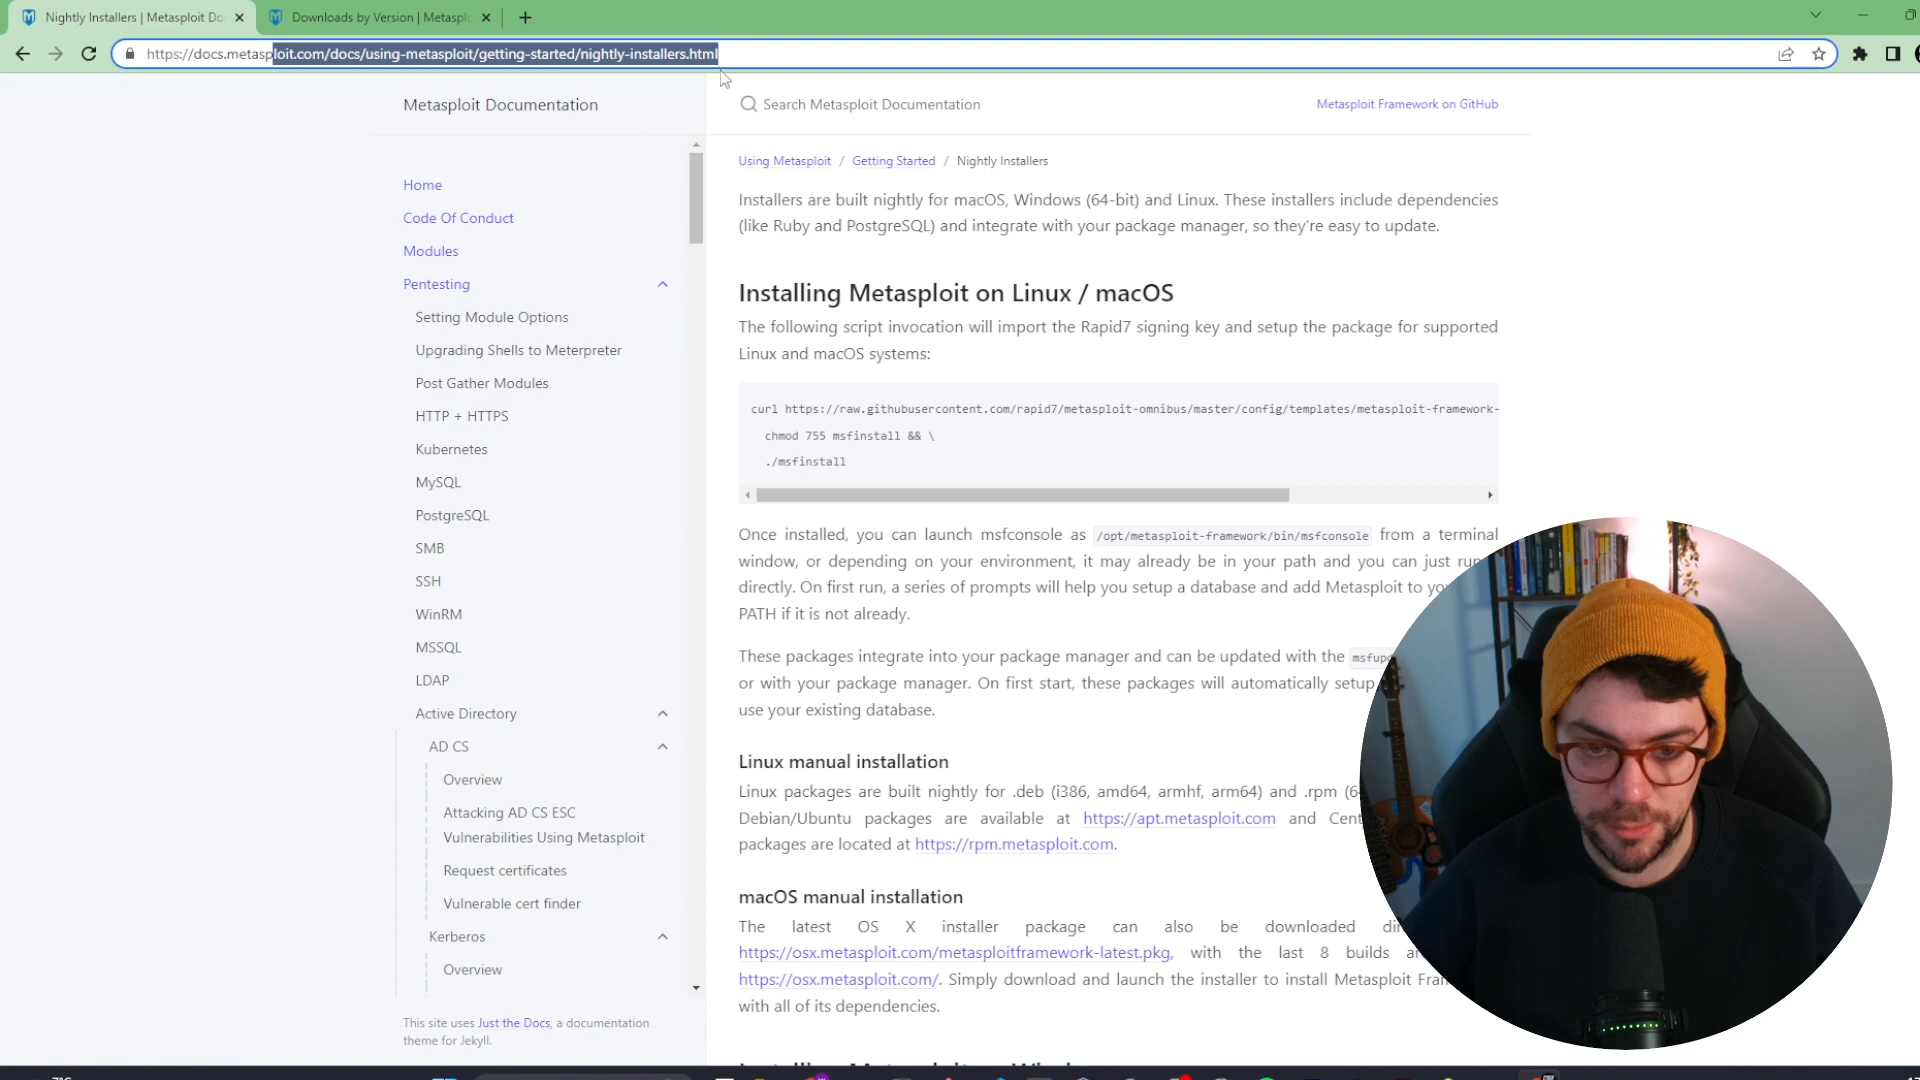 Nightly Installers | Metasploit Do
Downloads by Version | Metaspl
https://docs.metasploit.com/docs/using-metasploit/getting-started/nightly-installers.html
Metasploit Documentation
Search Metasploit Documentation
Metasploit Framework on GitHub
Home
Code Of Conduct
Modules
Pentesting
Setting Module Options
Upgrading Shells to Meterpreter
Post Gather Modules
HTTP + HTTPS
Kubernetes
MySQL
PostgreSQL
SMB
SSH
WinRM
MSSQL
LDAP
Active Directory
AD CS
Overview
Attacking AD CS ESC
Vulnerabilities Using Metasploit
Request certificates
Vulnerable cert finder
Kerberos
Overview
This site uses Just the Docs, a documentation
theme for Jekyll.
Using Metasploit / Getting Started / Nightly Installers
Installers are built nightly for macOS, Windows (64-bit) and Linux. These installers include dependencies
(like Ruby and PostgreSQL) and integrate with your package manager, so they're easy to update.
Installing Metasploit on Linux / macOS
The following script invocation will import the Rapid7 signing key and setup the package for supported
Linux and macOS systems:
curl https://raw.githubusercontent.com/rapid7/metasploit-omnibus/master/config/templates/metasploit-framework-
chmod 755 msfinstall && \
./msfinstall
Once installed, you can launch msfconsole as /opt/metasploit-framework/bin/msfconsole from a terminal
window, or depending on your environment, it may already be in your path and you can just run
directly. On first run, a series of prompts will help you setup a database and add Metasploit to
PATH if it is not already.
These packages integrate into your package manager and can be updated with the
or with your package manager. On first start, these packages will automatically setup
use your existing database.
Linux manual installation
Linux packages are built nightly for .deb (i386, amd64, armhf, arm64) and .rpm
Debian/Ubuntu packages are available at https://apt.metasploit.com and
packages are located at https://rpm.metasploit.com.
macOS manual installation
The latest OS X installer package can also be downloaded
https://osx.metasploit.com/metasploitframework-latest.pkg, with the last 8 builds
https://osx.metasploit.com/. Simply download and launch the installer to install Metasploit
with all of its dependencies.